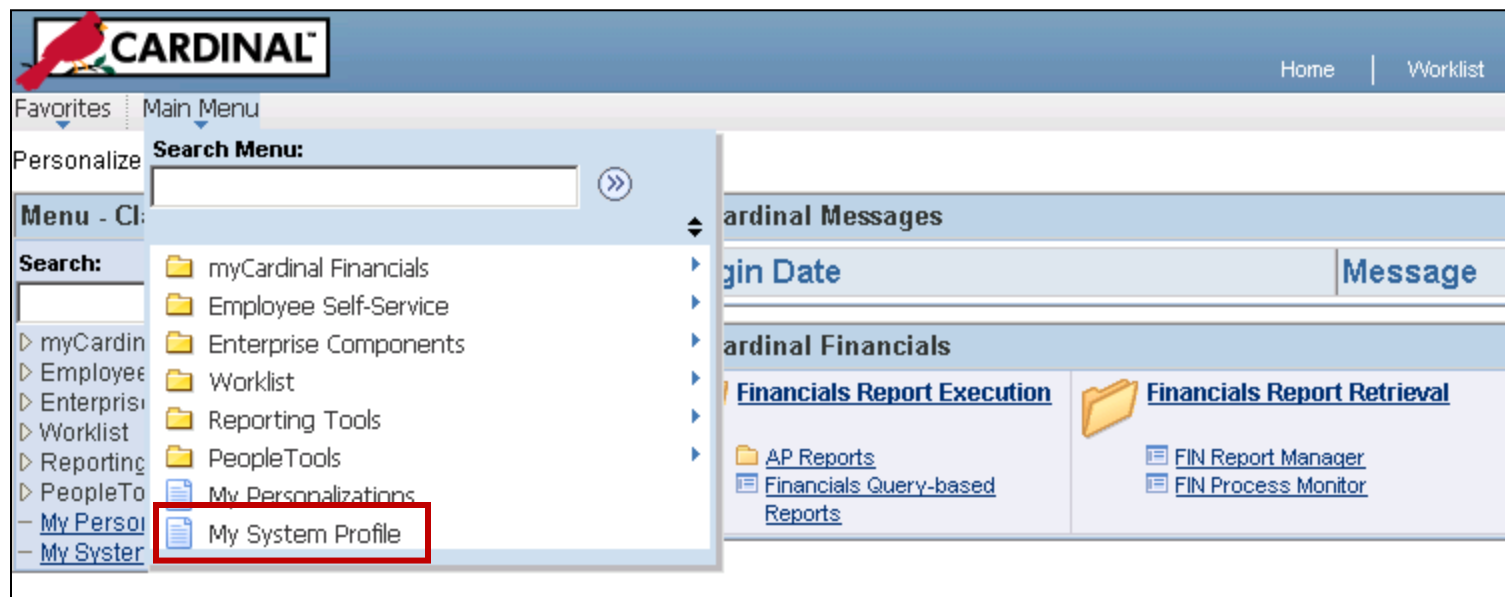 CARDINAL™
Home Worklist
Favorites Main Menu
Personalize
Search Menu:
Menu - Cl
ardinal Messages
Search:
gin Date Message
myCardinal Financials
Employee Self-Service
Enterprise Components
Worklist
Reporting Tools
PeopleTools
My Personalizations
My System Profile
myCardin
Employee
Entepris
Worklist
Reporting
PeopleTo
My Person
My System
ardinal Financials
Financials Report Execution
AP Reports
Financials Query-based
Reports
Financials Report Retrieval
FIN Report Manager
FIN Process Monitor